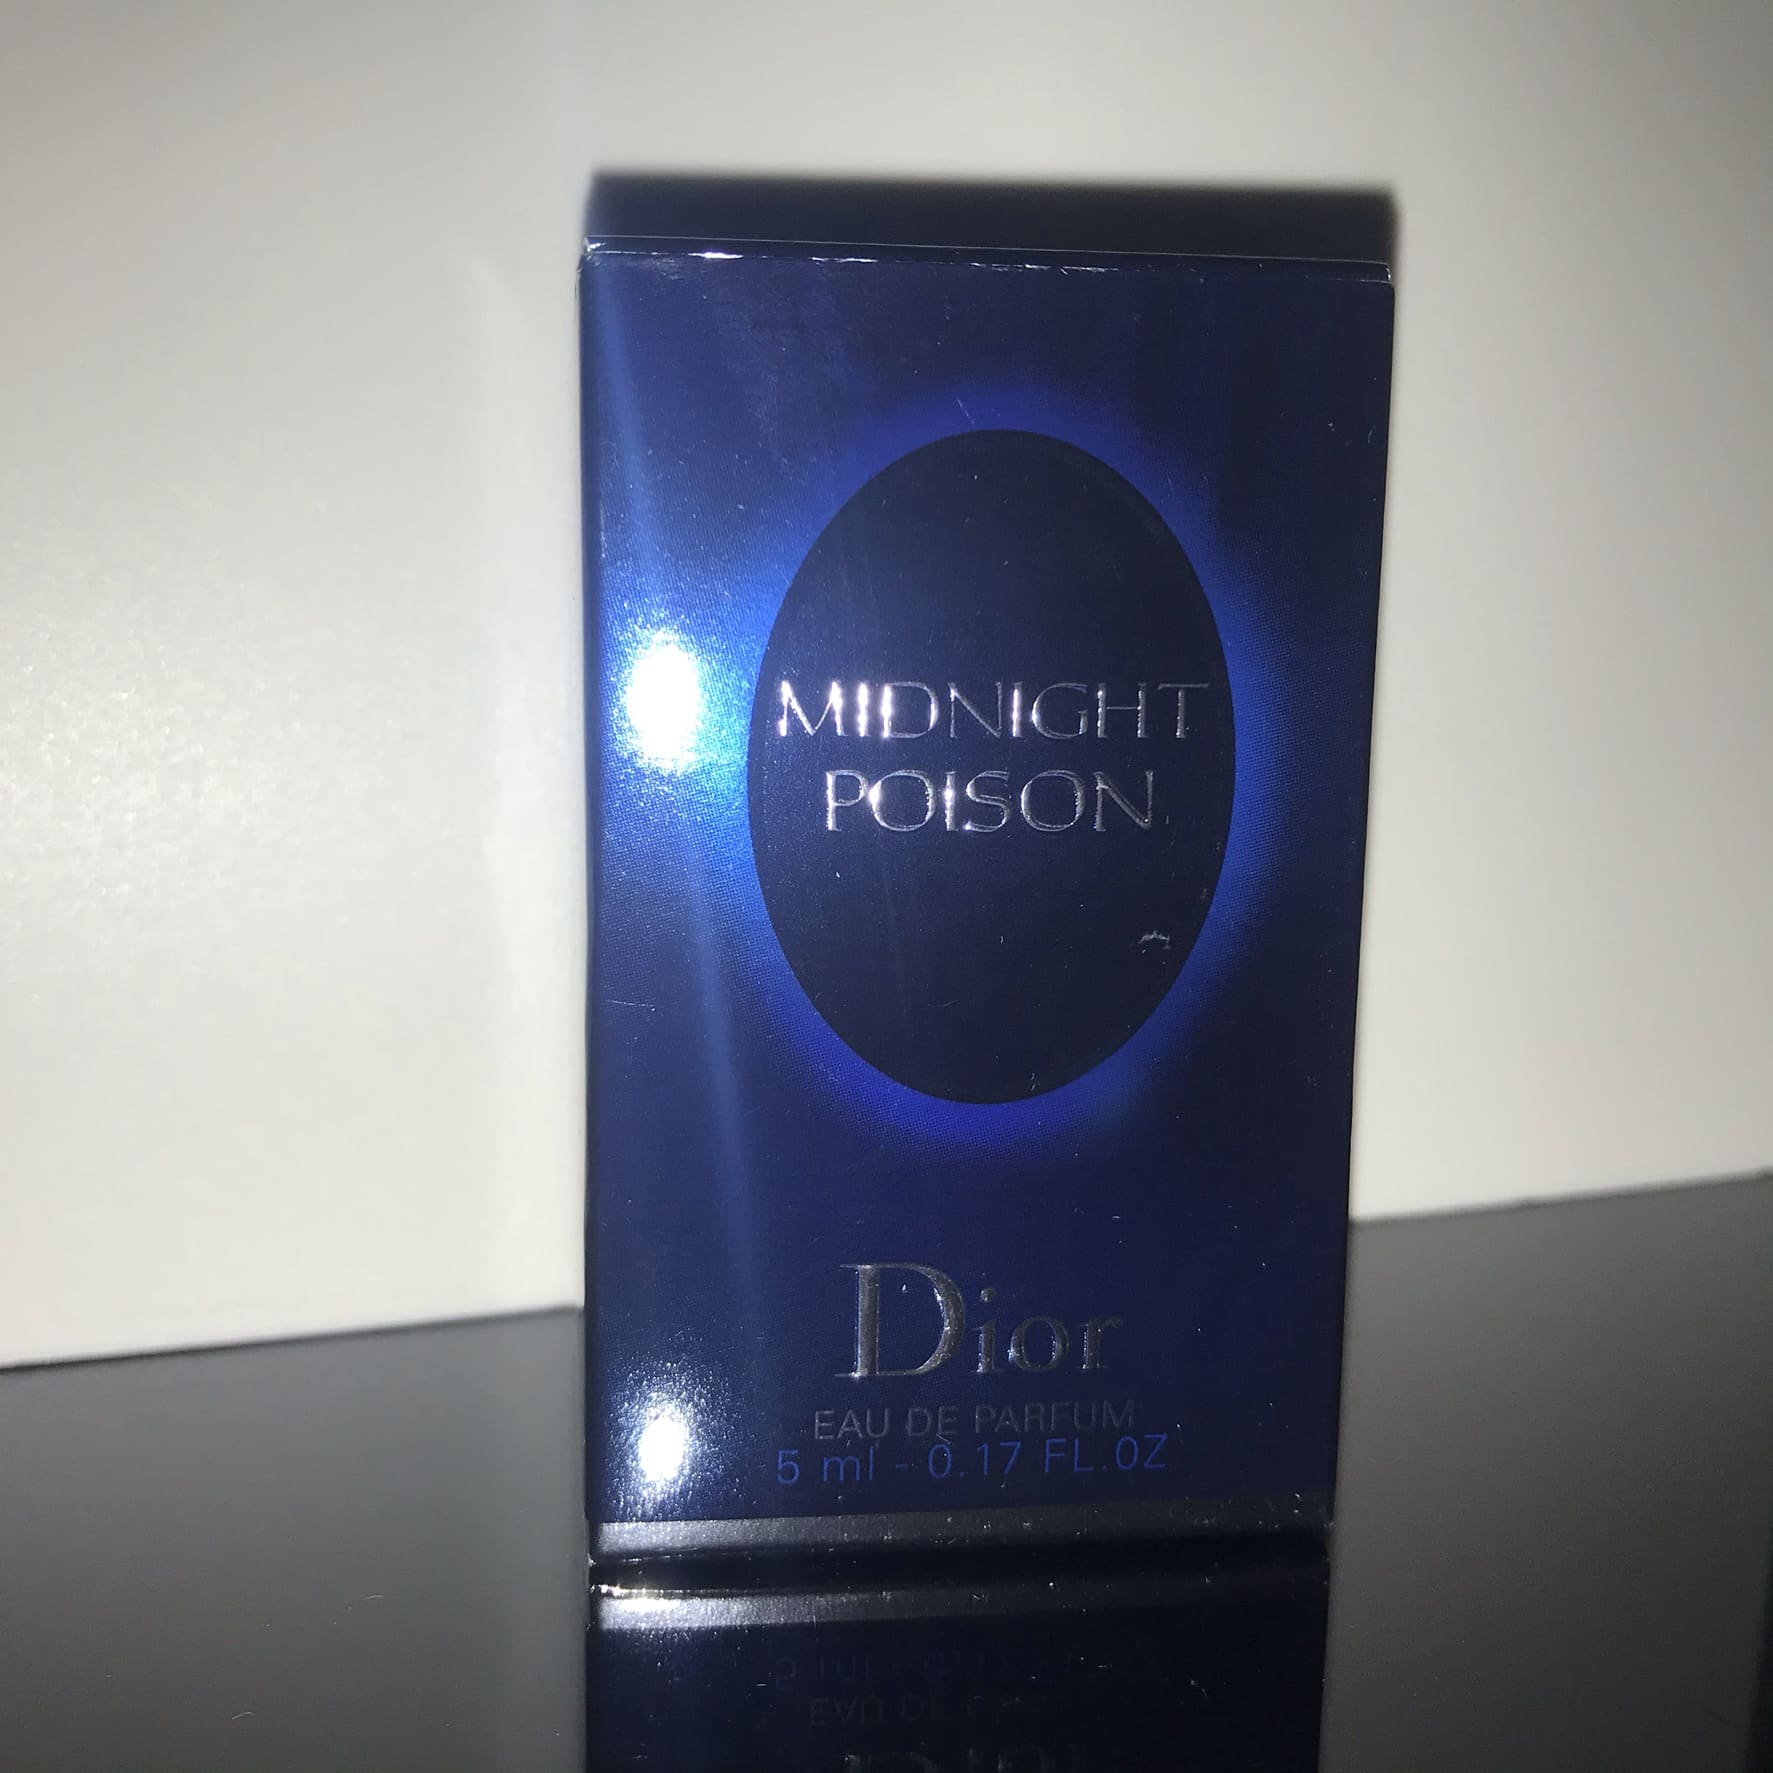 MIDNIGHT
POISON
Dior
EAU DE PARFUM
5 ml - 0.17 FL.OZ